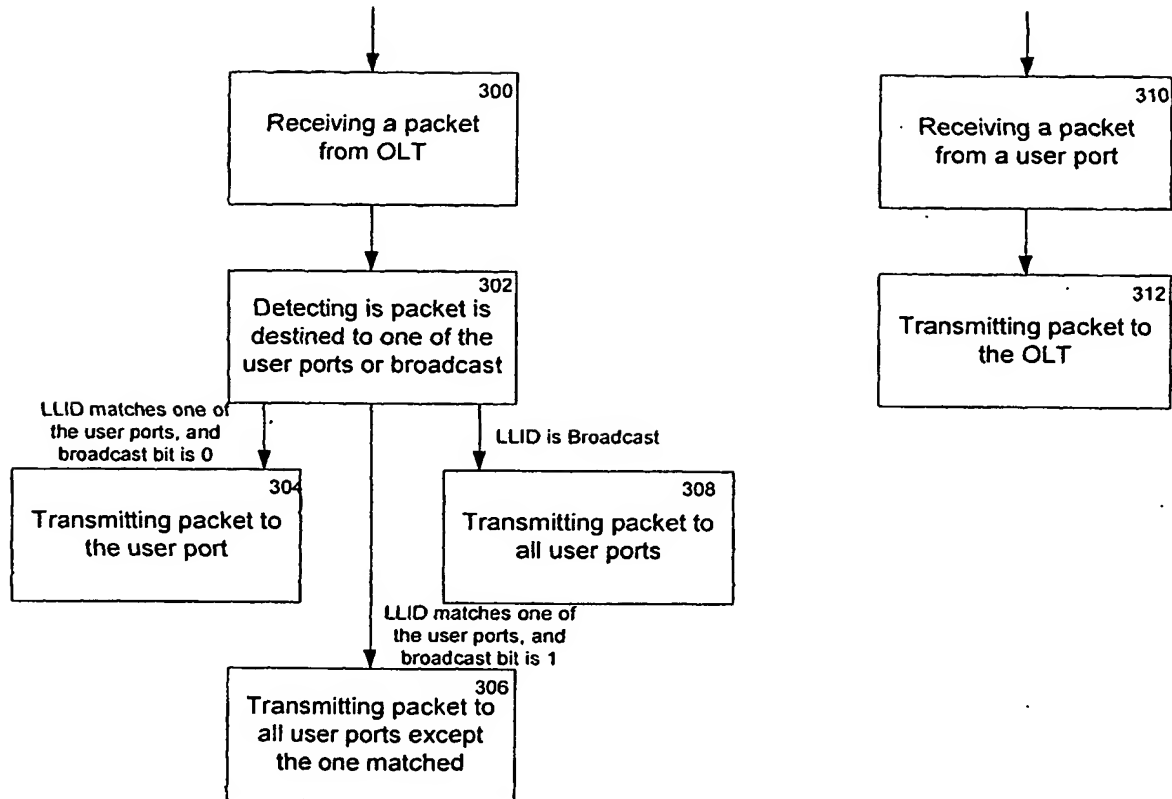 300
Receiving a packet
from OLT
302
Detecting is packet is
destined to one of the
user ports or broadcast
LLID matches one of
the user ports, and
broadcast bit is 0
LLID is Broadcast
304
Transmitting packet to
the user port
308
Transmitting packet to
all user ports
LLID matches one of
the user ports, and
broadcast bit is 1
306
Transmitting packet to
all user ports except
the one matched
310
Receiving a packet
from a user port
312
Transmitting packet to
the OLT